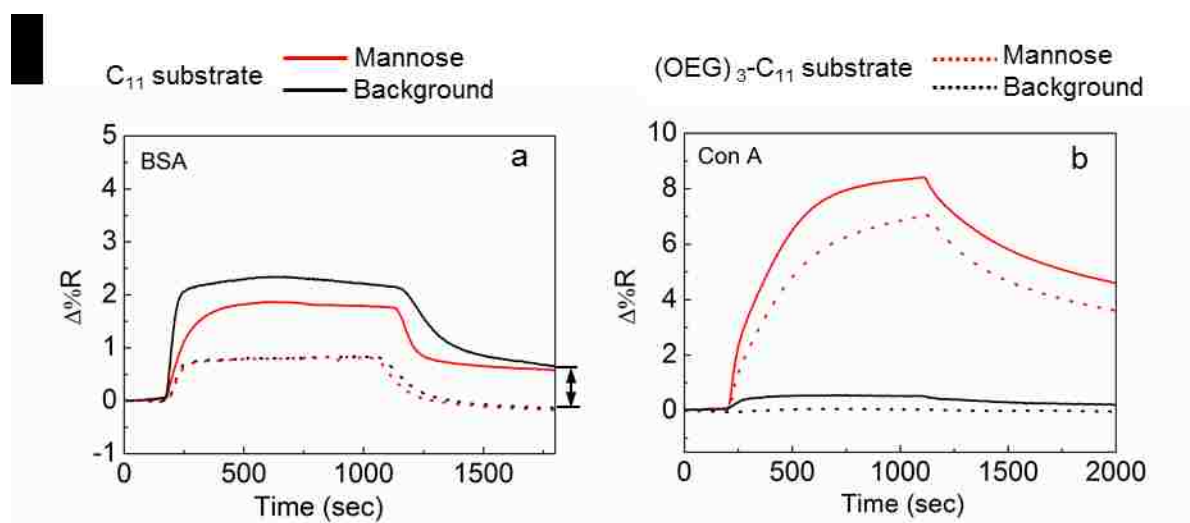 C₁₁ substrate
Mannose
Background
(OEG)₃-C₁₁ substrate
Mannose
Background
BSA
a
5
4
3
2
1
0
-1
Δ%R
0
500
1000
1500
Time (sec)
Con A
b
10
8
6
4
2
0
Δ%R
0
500
1000
1500
2000
Time (sec)